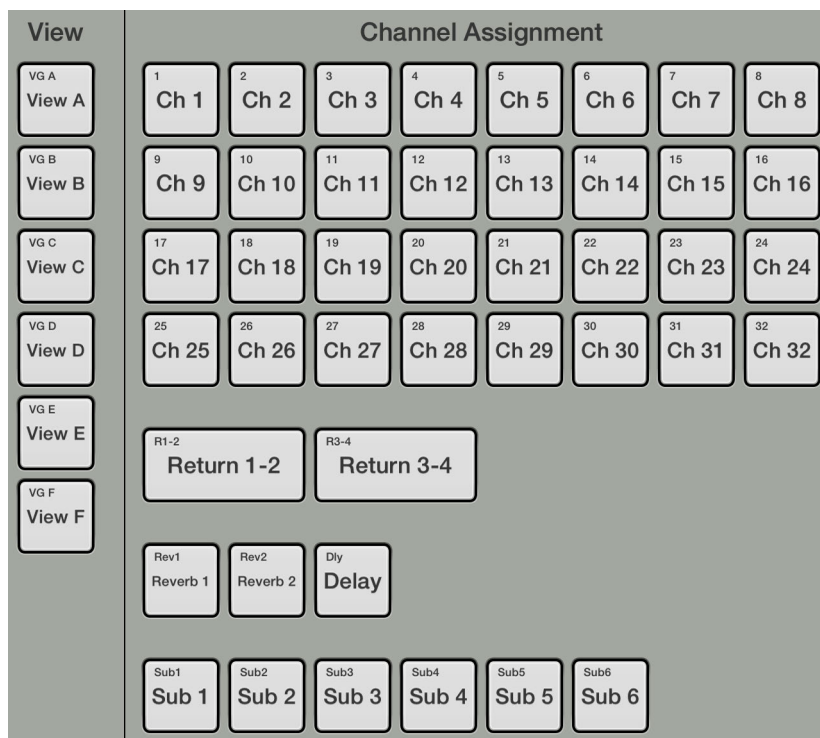 View
Channel Assignment
VG A
View A
VG B
View B
VG C
View C
VG D
View D
VG E
View E
VG F
View F
1 2 3 4 5 6 7 8
Ch 1 Ch 2 Ch 3 Ch 4 Ch 5 Ch 6 Ch 7 Ch 8
9 10 11 12 13 14 15 16
Ch 9 Ch 10 Ch 11 Ch 12 Ch 13 Ch 14 Ch 15 Ch 16
17 18 19 20 21 22 23 24
Ch 17 Ch 18 Ch 19 Ch 20 Ch 21 Ch 22 Ch 23 Ch 24
25 26 27 28 29 30 31 32
Ch 25 Ch 26 Ch 27 Ch 28 Ch 29 Ch 30 Ch 31 Ch 32
R1-2 R3-4
Return 1-2 Return 3-4
Rev1 Rev2 Dly
Reverb 1 Reverb 2 Delay
Sub1 Sub2 Sub3 Sub4 Sub5 Sub6
Sub 1 Sub 2 Sub 3 Sub 4 Sub 5 Sub 6